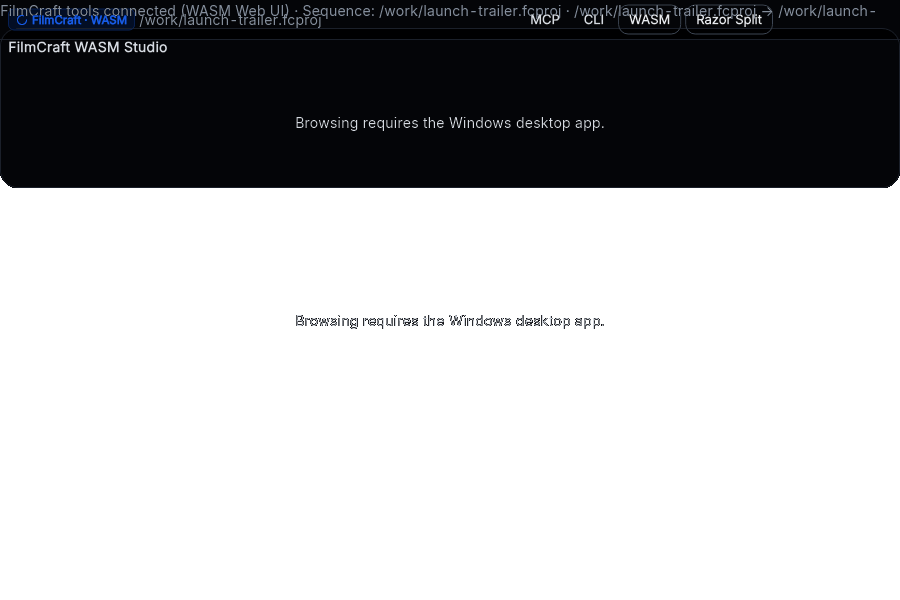 FilmCraft tools connected (WASM Web UI) · Sequence: /work/launch-trailer.fcproj · /work/launch-trailer.fcproj → /work/launch-
FilmCraft · WASM /work/launch-trailer.fcproj MCP CLI WASM Razor Split
FilmCraft WASM Studio
Browsing requires the Windows desktop app.
Browsing requires the Windows desktop app.